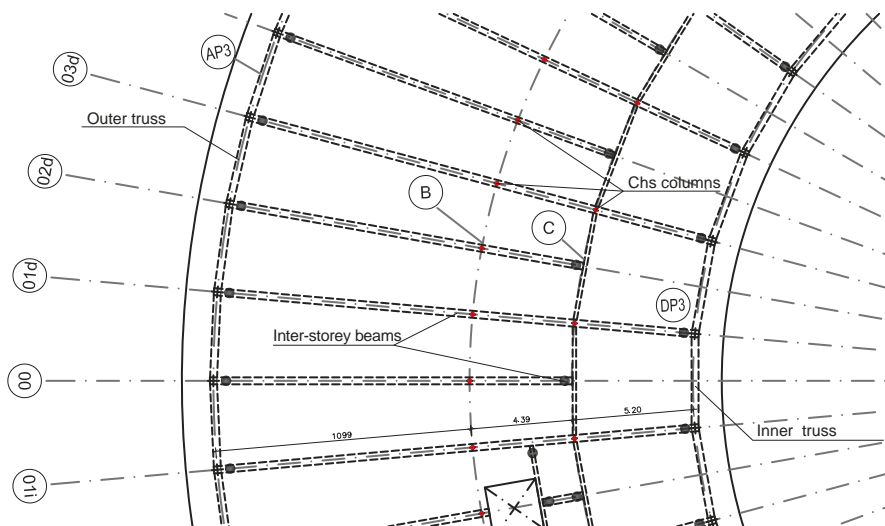 AP3
03d
Outer truss
02d
B
Chs columns
C
01d
DP3
Inter-storey beams
00
1099
4.39
5.20
Inner truss
01i